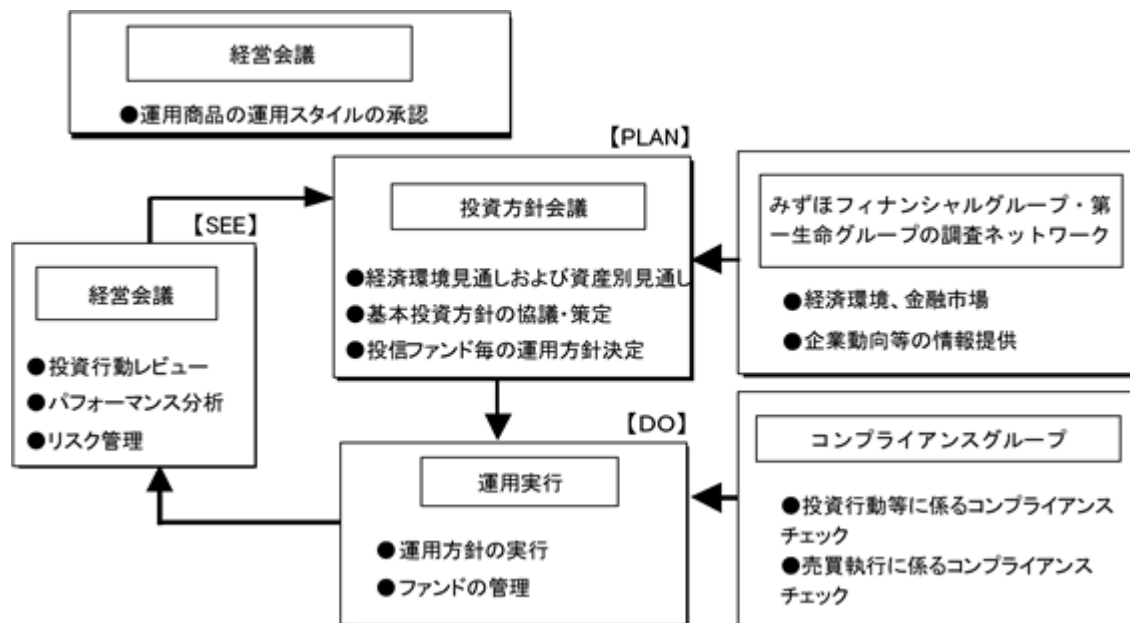 経営会議
●運用商品の運用スタイルの承認
【PLAN】
投資方針会議
●経済環境見通しおよび資産別見通し
●基本投資方針の協議・策定
●投信ファンド毎の運用方針決定
みずほフィナンシャルグループ・第
一生命グループの調査ネットワーク
●経済環境、金融市場
●企業動向等の情報提供
【SEE】
経営会議
●投資行動レビュー
●パフォーマンス分析
●リスク管理
【DO】
運用実行
●運用方針の実行
●ファンドの管理
コンプライアンスグループ
●投資行動等に係るコンプライアンス
チェック
●売買執行に係るコンプライアンス
チェック